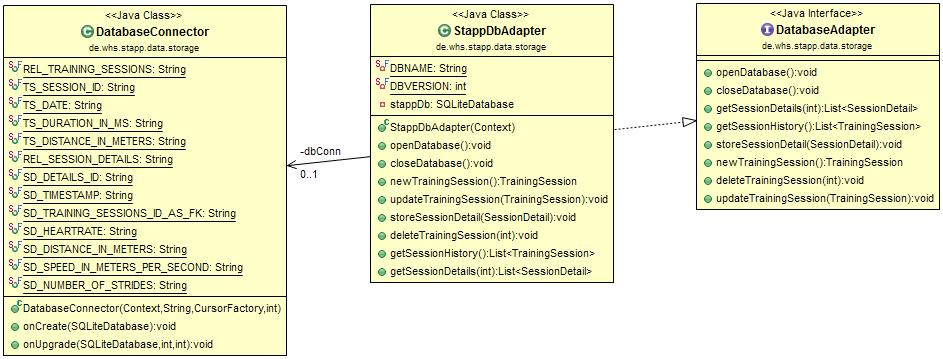 <<Java Class>>
DatabaseConnector
de.whs.stapp.data.storage
REL_TRAINING_SESSIONS: String
TS_SESSION_ID: String
TS_DATE: String
TS_DURATION_IN_MS: String
TS_DISTANCE_IN_METERS: String
REL_SESSION_DETAILS: String
SD_DETAILS_ID: String
SD_TIMESTAMP: String
SD_TRAINING_SESSIONS_ID_AS_FK: String
SD_HEARTRATE: String
SD_DISTANCE_IN_METERS: String
SD_SPEED_IN_METERS_PER_SECOND: String
SD_NUMBER_OF_STRIDES: String
DatabaseConnector(Context,String,CursorFactory,int)
onCreate(SQLiteDatabase):void
onUpgrade(SQLiteDatabase,int,int):void
-dbConn
0..1
<<Java Class>>
StappDbAdapter
de.whs.stapp.data.storage
DBNAME: String
DBVERSION: int
stappDb: SQLiteDatabase
StappDbAdapter(Context)
openDatabase():void
closeDatabase():void
newTrainingSession():TrainingSession
updateTrainingSession(TrainingSession):void
storeSessionDetail(SessionDetail):void
deleteTrainingSession(int):void
getSessionHistory():List<TrainingSession>
getSessionDetails(int):List<SessionDetail>
<<Java Interface>>
DatabaseAdapter
de.whs.stapp.data.storage
openDatabase():void
closeDatabase():void
getSessionDetails(int):List<SessionDetail>
getSessionHistory():List<TrainingSession>
storeSessionDetail(SessionDetail):void
newTrainingSession():TrainingSession
deleteTrainingSession(int):void
updateTrainingSession(TrainingSession):void